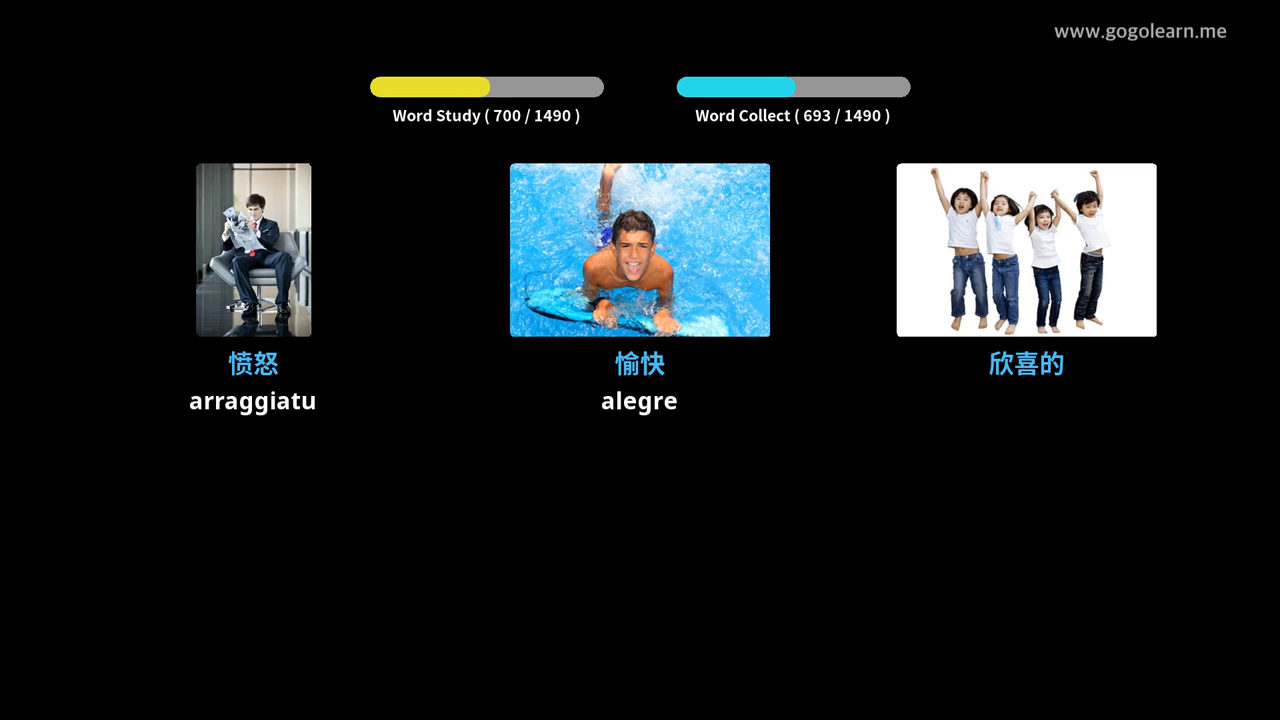 www.gogolearn.me
Word Study ( 700 / 1490 )
Word Collect ( 693 / 1490 )
愤怒
愉快
欣喜的
arraggiatu
alegre